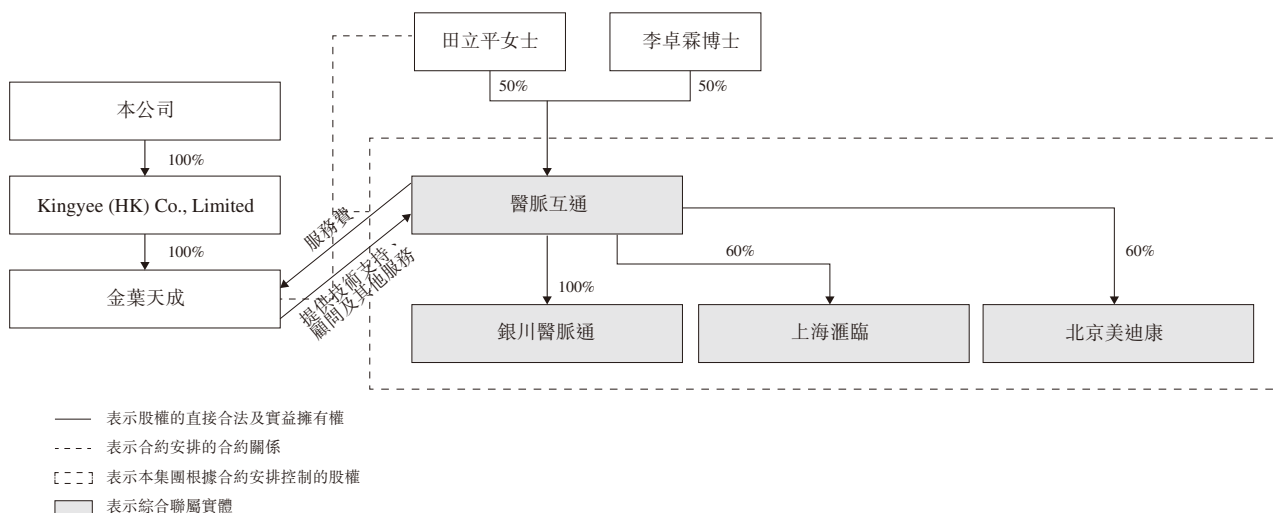 田立平女士
李卓霖博士
50%
50%
本公司
100%
Kingyee (HK) Co., Limited
100%
金葉天成
服務費
提供技術支持、
顧問及其他服務
醫脈互通
100%
60%
60%
銀川醫脈通
上海滙臨
北京美迪康
表示股權的直接合法及實益擁有權
表示合約安排的合約關係
表示本集團根據合約安排控制的股權
表示綜合聯屬實體